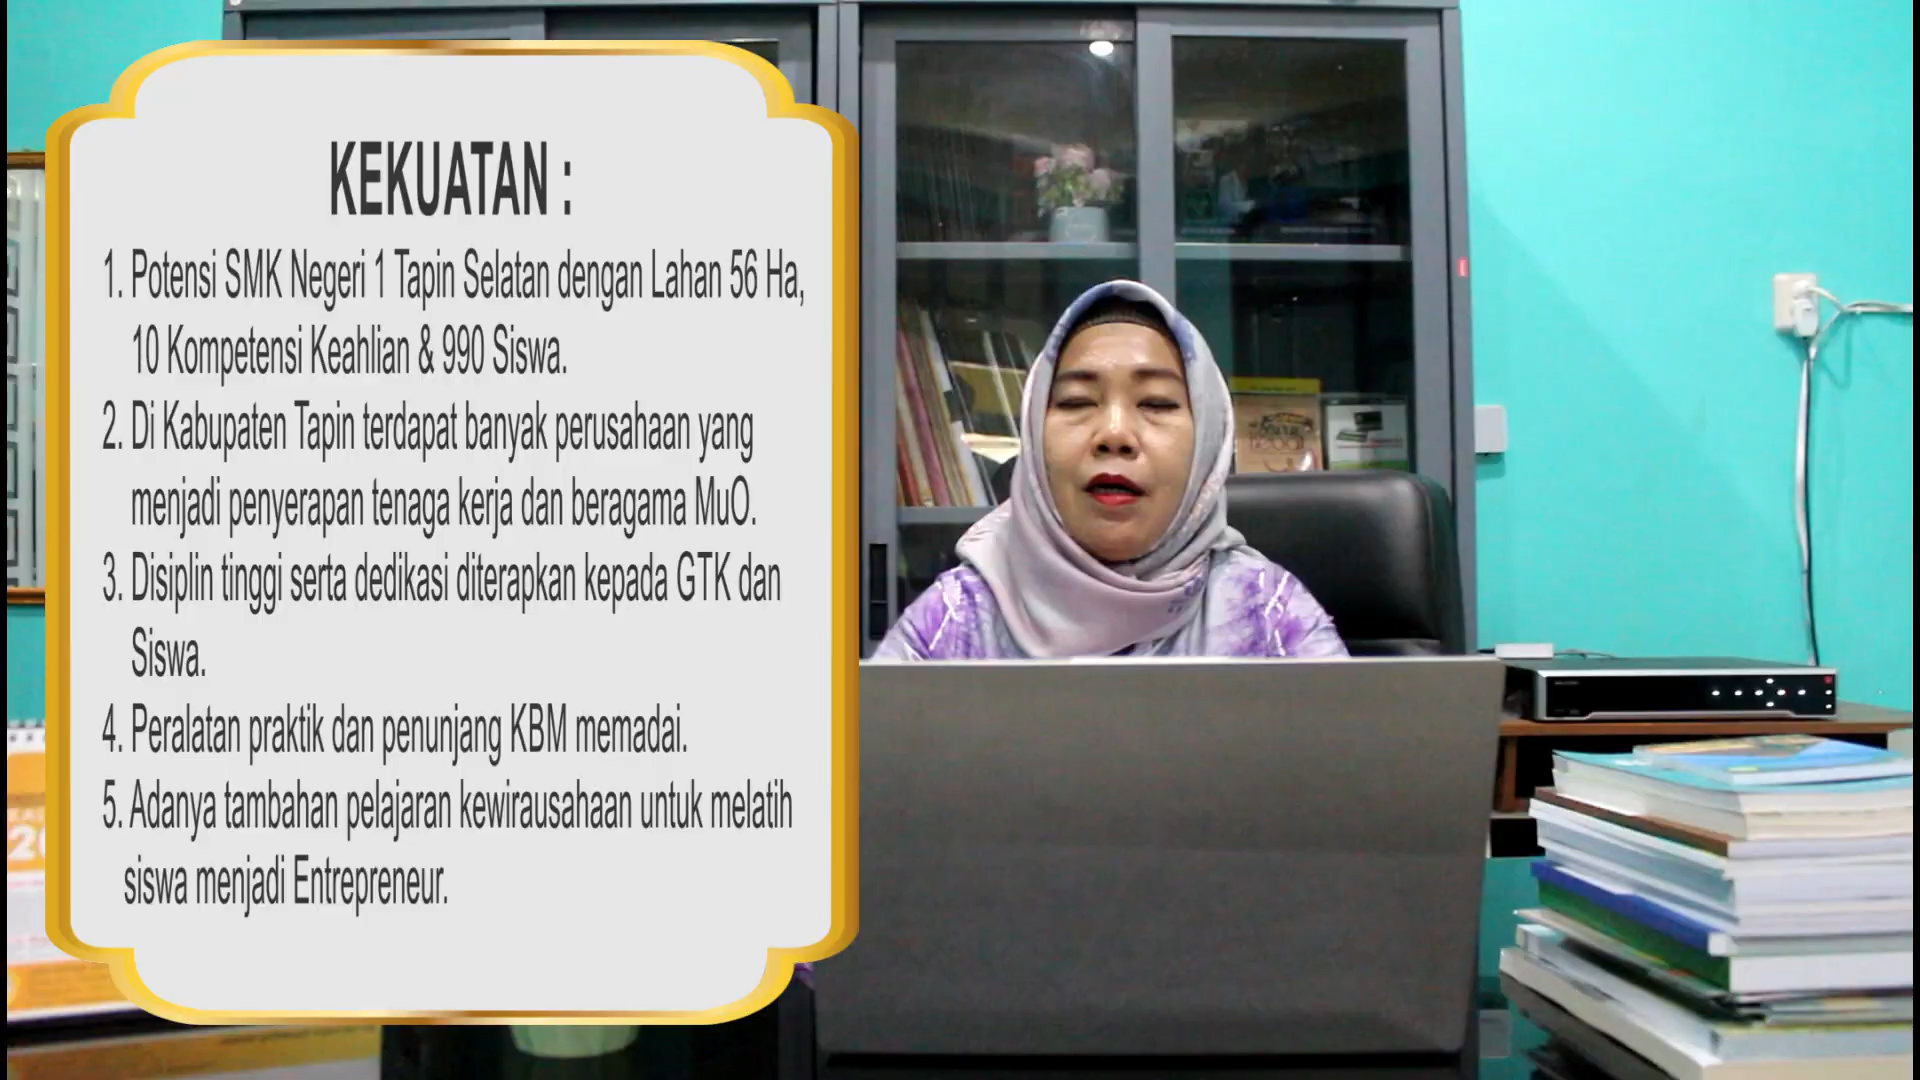 KEKUATAN :
1. Potensi SMK Negeri 1 Tapin Selatan dengan Lahan 56 Ha,
10 Kompetensi Keahlian & 990 Siswa.
2. Di Kabupaten Tapin terdapat banyak perusahaan yang
menjadi penyerapan tenaga kerja dan beragama MuO.
3. Disiplin tinggi serta dedikasi diterapkan kepada GTK dan
Siswa.
4. Peralatan praktik dan penunjang KBM memadai.
5. Adanya tambahan pelajaran kewirausahaan untuk melatih
siswa menjadi Entrepreneur.